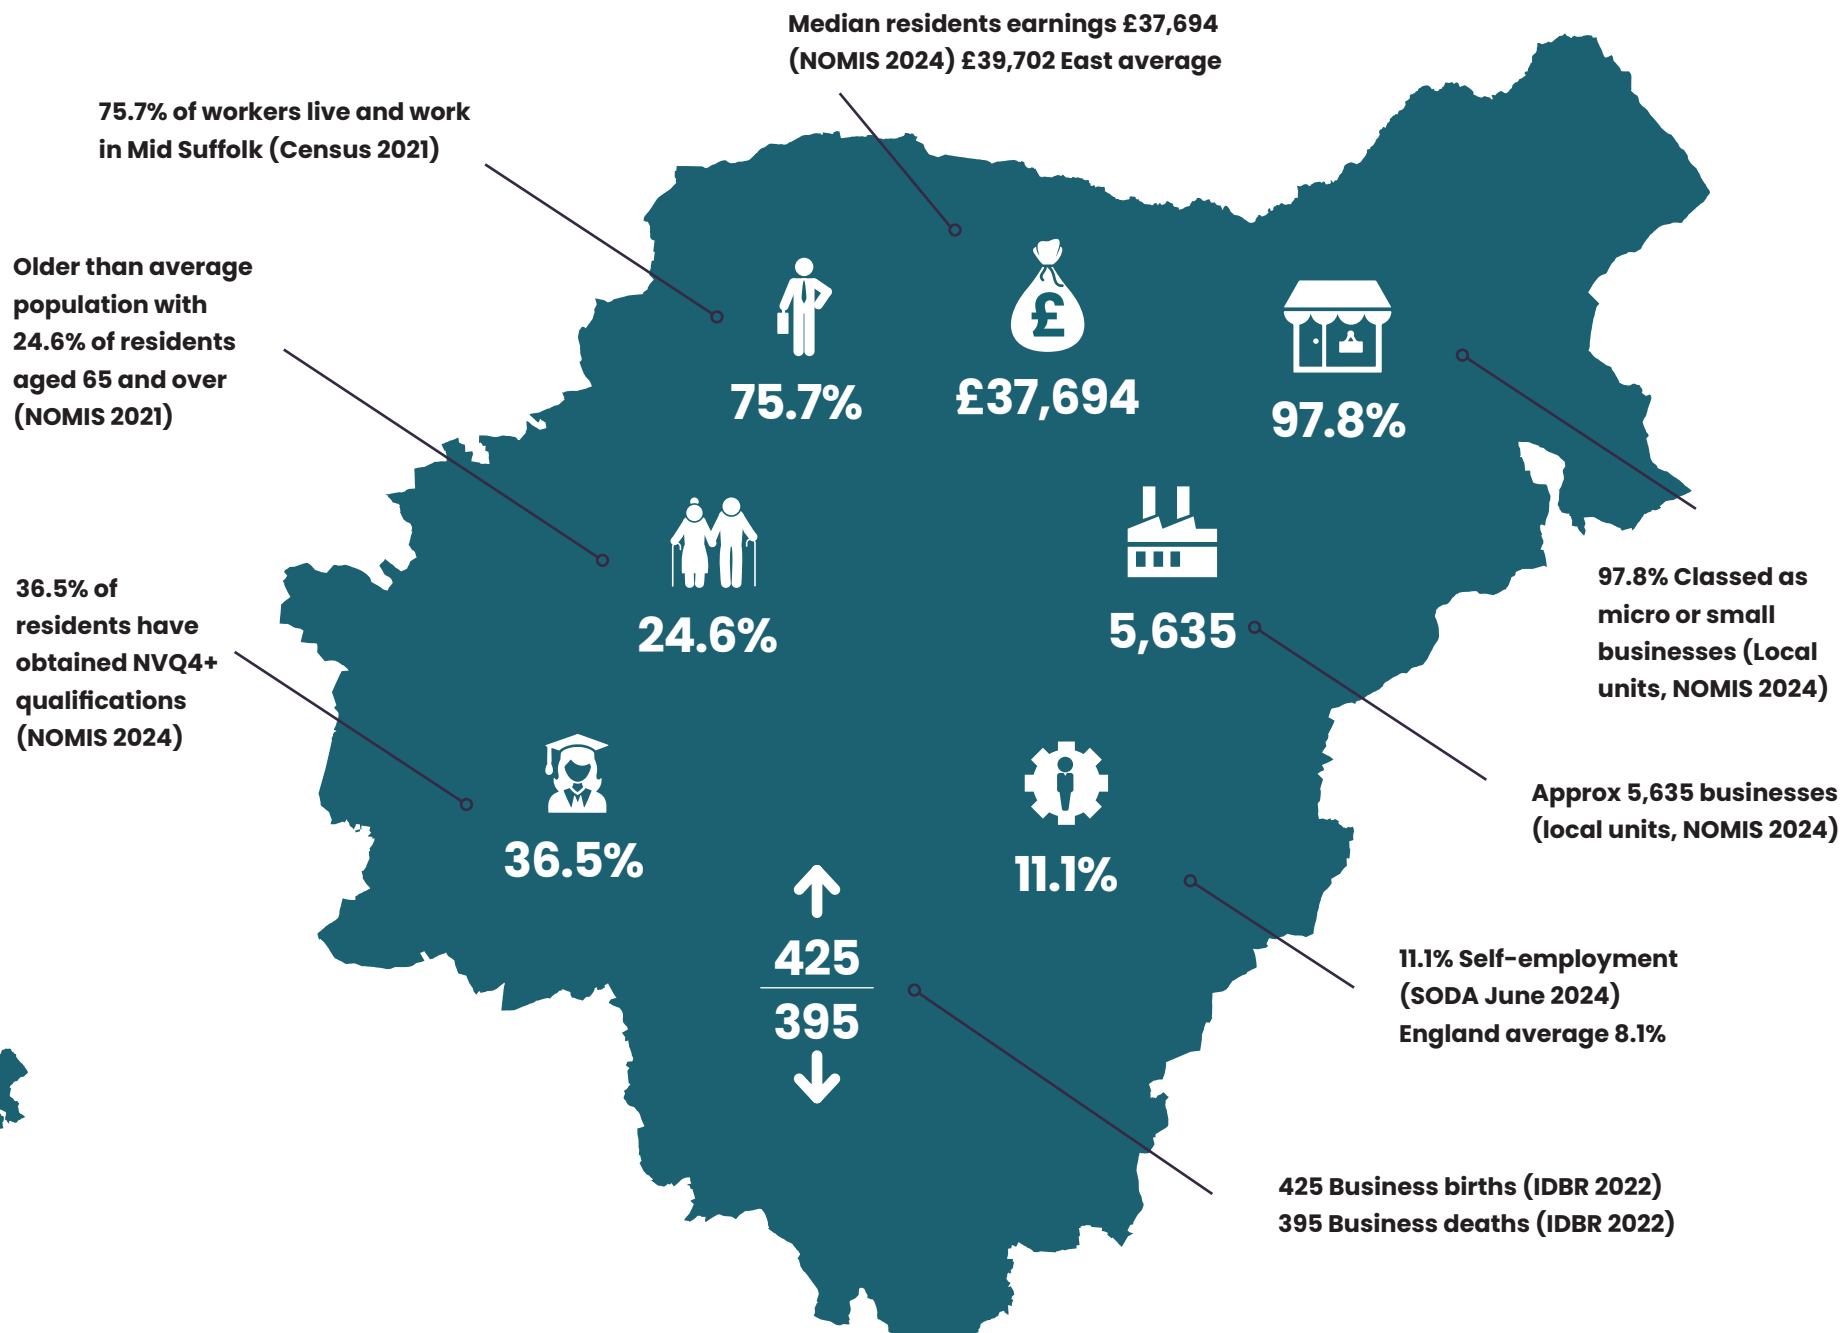 Median residents earnings £37,694
(NOMIS 2024) £39,702 East average
75.7% of workers live and work
in Mid Suffolk (Census 2021)
Older than average
population with
24.6% of residents
aged 65 and over
(NOMIS 2021)
36.5% of
residents have
obtained NVQ4+
qualifications
(NOMIS 2024)
75.7%
£
£37,694
97.8%
24.6%
5,635
36.5%
11.1%
425
395
97.8% Classed as
micro or small
businesses (Local
units, NOMIS 2024)
Approx 5,635 businesses
(local units, NOMIS 2024)
11.1% Self-employment
(SODA June 2024)
England average 8.1%
425 Business births (IDBR 2022)
395 Business deaths (IDBR 2022)